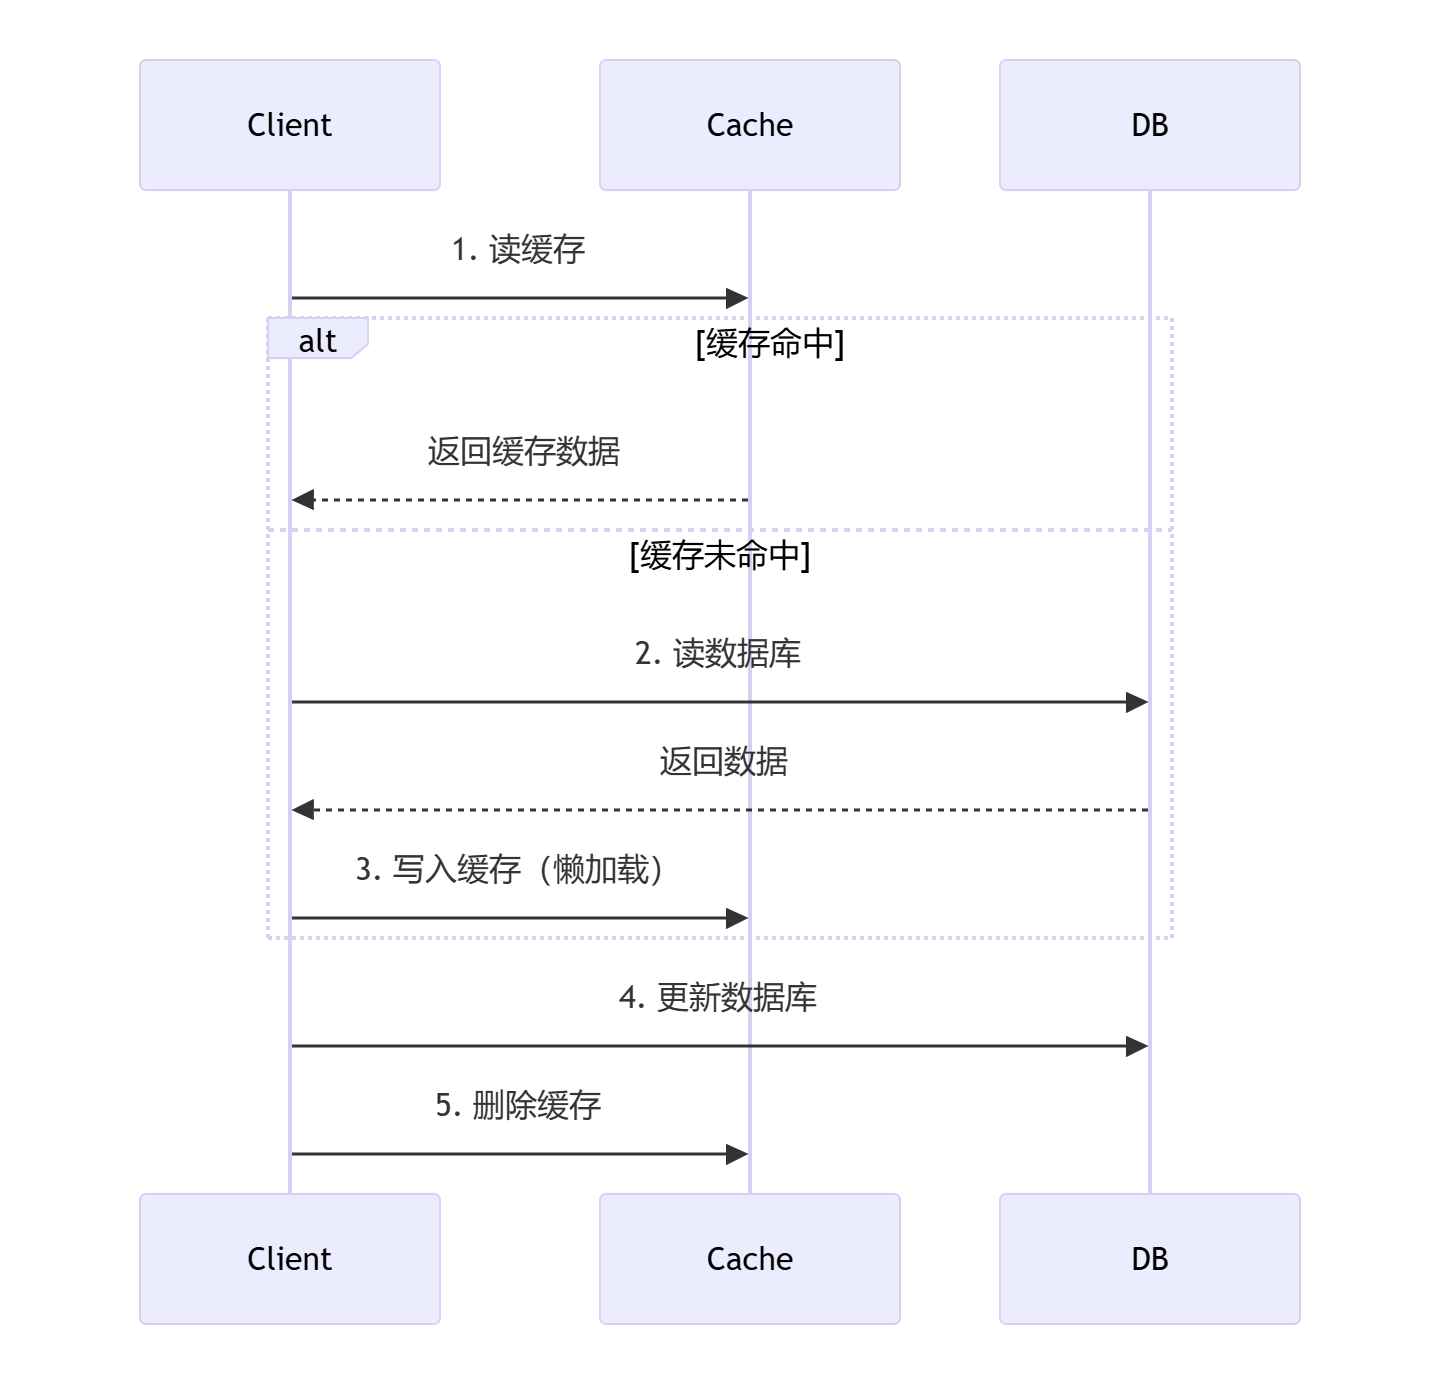 Client
Cache
DB
1. 读缓存
alt
[缓存命中]
返回缓存数据
[缓存未命中]
2. 读数据库
返回数据
3. 写入缓存（懒加载）
4. 更新数据库
5. 删除缓存
Client
Cache
DB